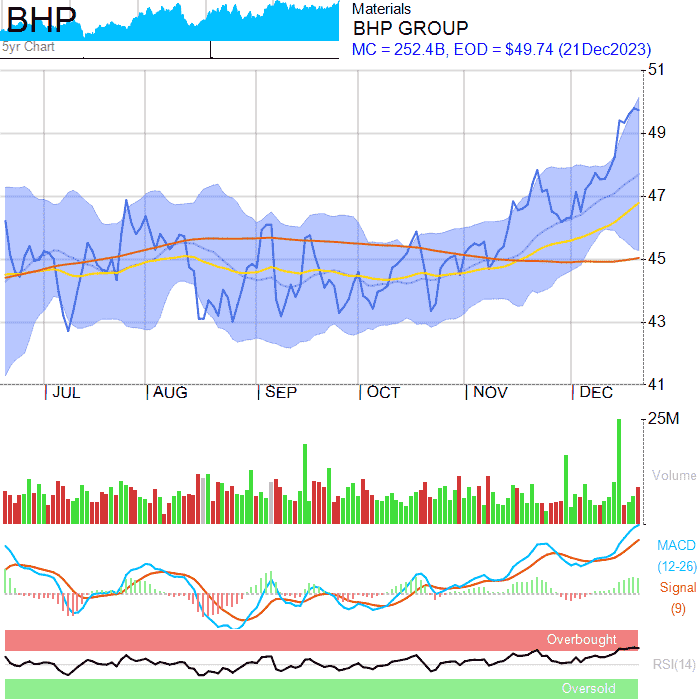 BHP
5yr Chart
Materials
BHP GROUP
MC = 252.4B, EOD = $49.74 (21Dec2023)
51
49
47
45
43
41
JUL AUG SEP OCT NOV DEC
25M
Volume
MACD
(12-26)
Signal
(9)
Overbought
RSI(14)
Oversold